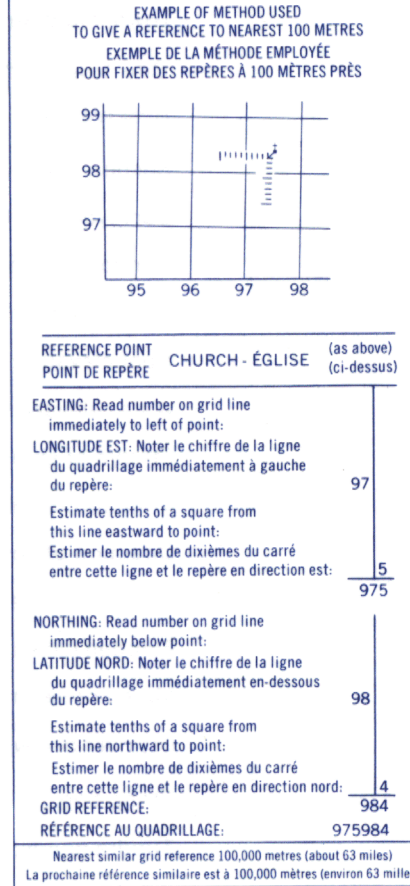 EXAMPLE OF METHOD USED
TO GIVE A REFERENCE TO NEAREST 100 METRES
EXEMPLE DE LA MÉTHODE EMPLOYÉE
POUR FIXER DES REPÈRES À 100 MÈTRES PRÈS
99
98
97
95 96 97 98
REFERENCE POINT
POINT DE REPÈRE
CHURCH - ÉGLISE
(as above)
(ci-dessus)
EASTING: Read number on grid line
immediately to left of point:
LONGITUDE EST: Noter le chiffre de la ligne
du quadrillage immédiatement à gauche
du repère: 97
Estimate tenths of a square from
this line eastward to point:
Estimer le nombre de dixièmes du carré
entre cette ligne et le repère en direction est: 5
975
NORTHING: Read number on grid line
immediately below point:
LATITUDE NORD: Noter le chiffre de la ligne
du quadrillage immédiatement en-dessous
du repère: 98
Estimate tenths of a square from
this line northward to point:
Estimer le nombre de dixièmes du carré
entre cette ligne et le repère en direction nord: 4
GRID REFERENCE: 984
RÉFÉRENCE AU QUADRILLAGE: 975984
Nearest similar grid reference 100,000 metres (about 63 miles)
La prochaine référence similaire est à 100,000 mètres (environ 63 mille